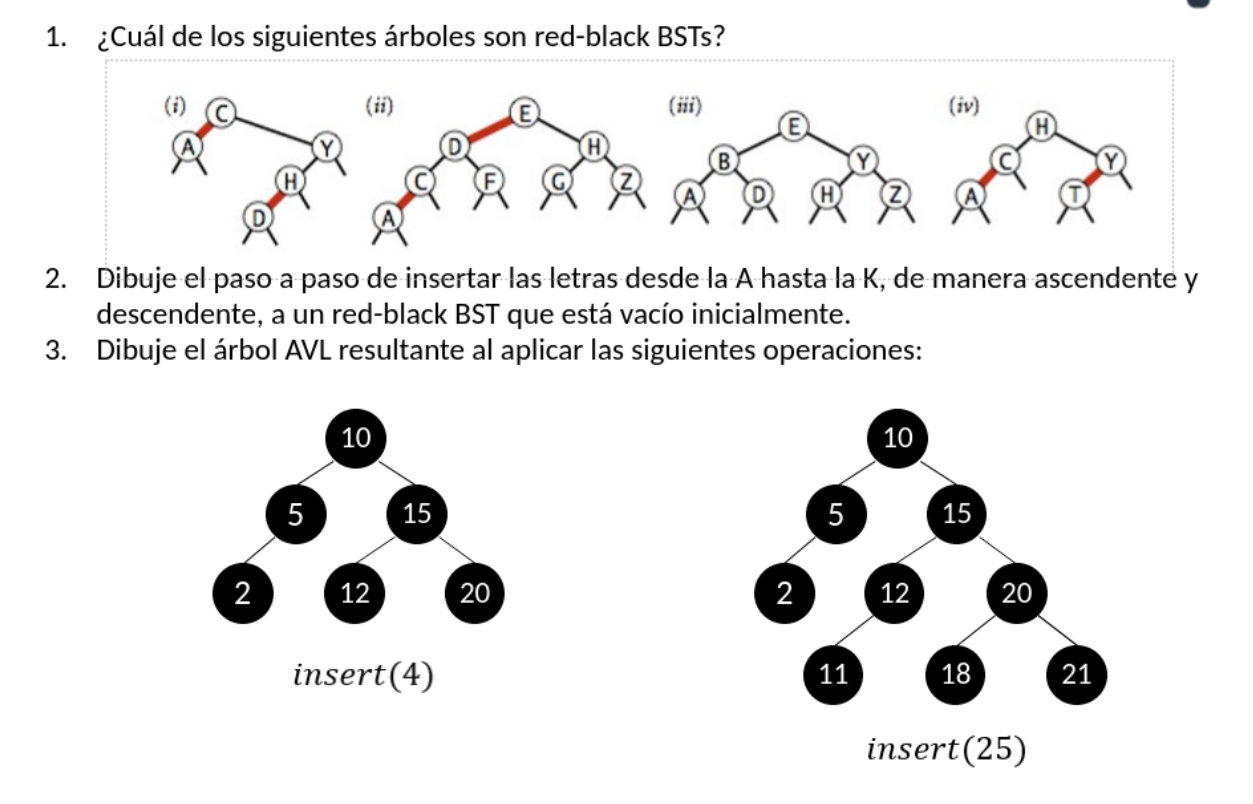 1. ¿Cuál de los siguientes árboles son red-black BSTs?
(i) (ii) (iii) (iv)
C E E H
A Y D H B Y C Y
H C F G Z A D H Z A T
D A
2. Dibuje el paso a paso de insertar las letras desde la A hasta la K, de manera ascendente y
descendente, a un red-black BST que está vacío inicialmente.
3. Dibuje el árbol AVL resultante al aplicar las siguientes operaciones:
10 10
5 15 5 15
2 12 20 2 12 20
11 18 21
insert(4)
insert(25)